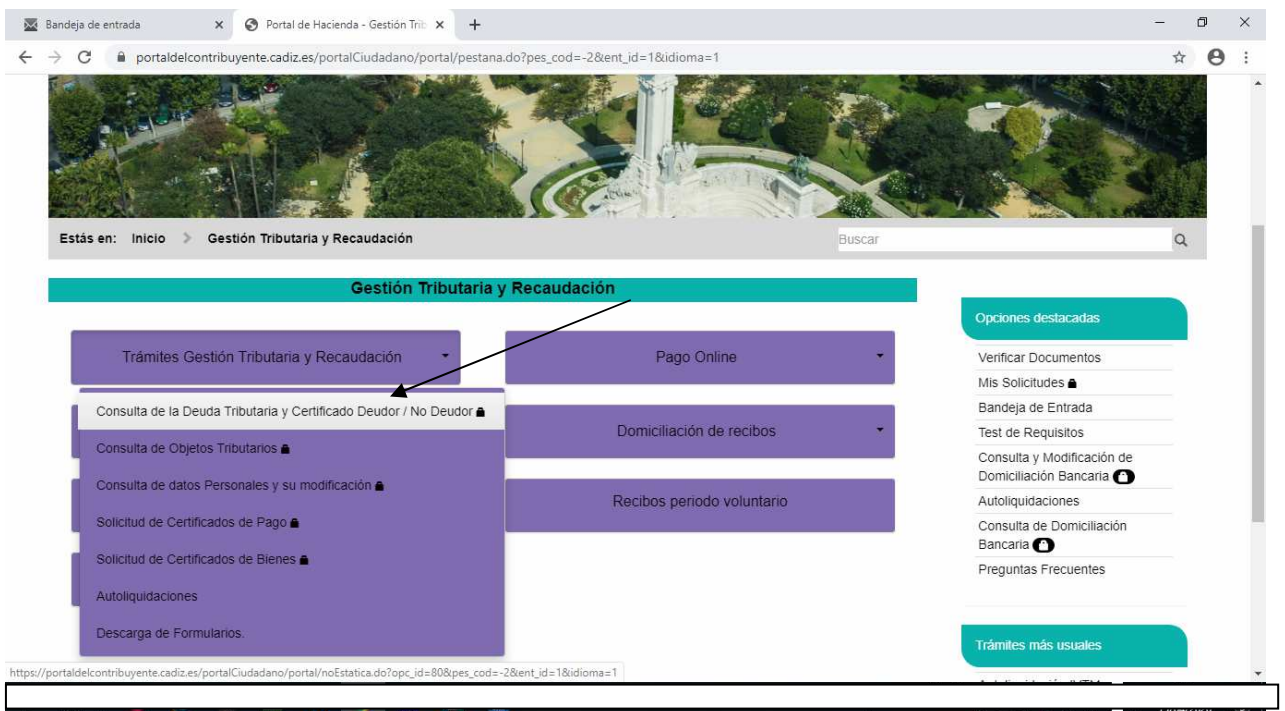 Bandeja de entrada
Portal de Hacienda - Gestión Trib
portaldelcontribuyente.cadiz.es/portalCiudadano/portal/pestana.do?pes_cod=-2&ent_id=1&idioma=1
Estás en: Inicio > Gestión Tributaria y Recaudación
Buscar
Gestión Tributaria y Recaudación
Trámites Gestión Tributaria y Recaudación
Consulta de la Deuda Tributaria y Certificado Deudor / No Deudor
Consulta de Objetos Tributarios
Consulta de datos Personales y su modificación
Solicitud de Certificados de Pago
Solicitud de Certificados de Bienes
Autoliquidaciones
Descarga de Formularios.
Pago Online
Domiciliación de recibos
Recibos periodo voluntario
Opciones destacadas
Verificar Documentos
Mis Solicitudes
Bandeja de Entrada
Test de Requisitos
Consulta y Modificación de
Domiciliación Bancaria
Autoliquidaciones
Consulta de Domiciliación
Bancaria
Preguntas Frecuentes
Trámites más usuales
https://portaldelcontribuyente.cadiz.es/portalCiudadano/portal/noEstatica.do?opc_id=80&pes_cod=-2&ent_id=1&idioma=1